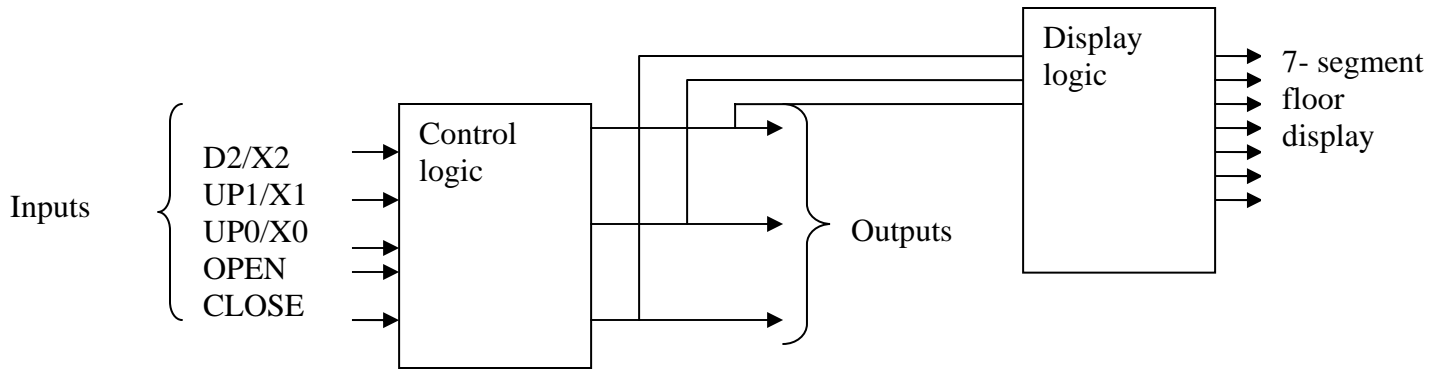 Inputs
D2/X2
UP1/X1
UP0/X0
OPEN
CLOSE
Control
logic
Outputs
Display
logic
7- segment
floor
display